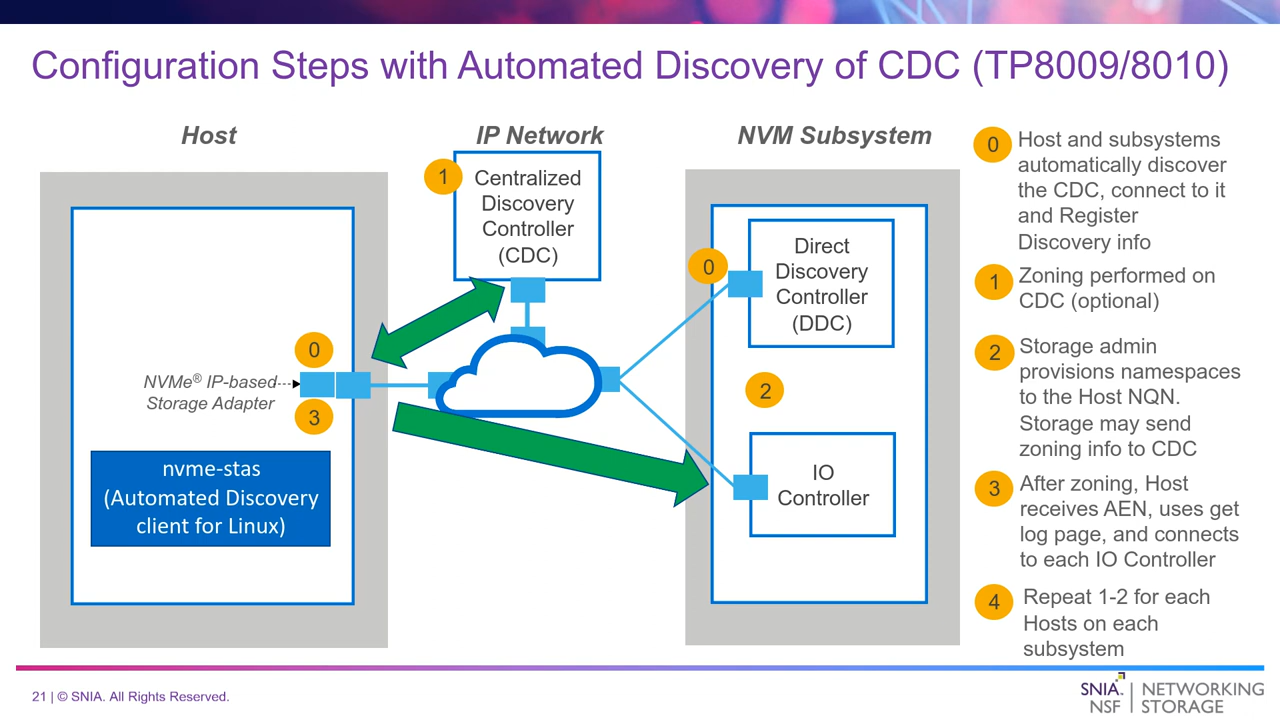 Configuration Steps with Automated Discovery of CDC (TP8009/8010)
Host
IP Network
NVM Subsystem
1
Centralized
Discovery
Controller
(CDC)
0
Direct
Discovery
Controller
(DDC)
0
NVMe® IP-based
Storage Adapter
3
2
IO
Controller
nvme-stas
(Automated Discovery
client for Linux)
0
Host and subsystems
automatically discover
the CDC, connect to it
and Register
Discovery info
1
Zoning performed on
CDC (optional)
2
Storage admin
provisions namespaces
to the Host NQN.
Storage may send
zoning info to CDC
3
After zoning, Host
receives AEN, uses get
log page, and connects
to each IO Controller
4
Repeat 1-2 for each
Hosts on each
subsystem
21 | © SNIA. All Rights Reserved.
SNIA.
NSF
NETWORKING
STORAGE